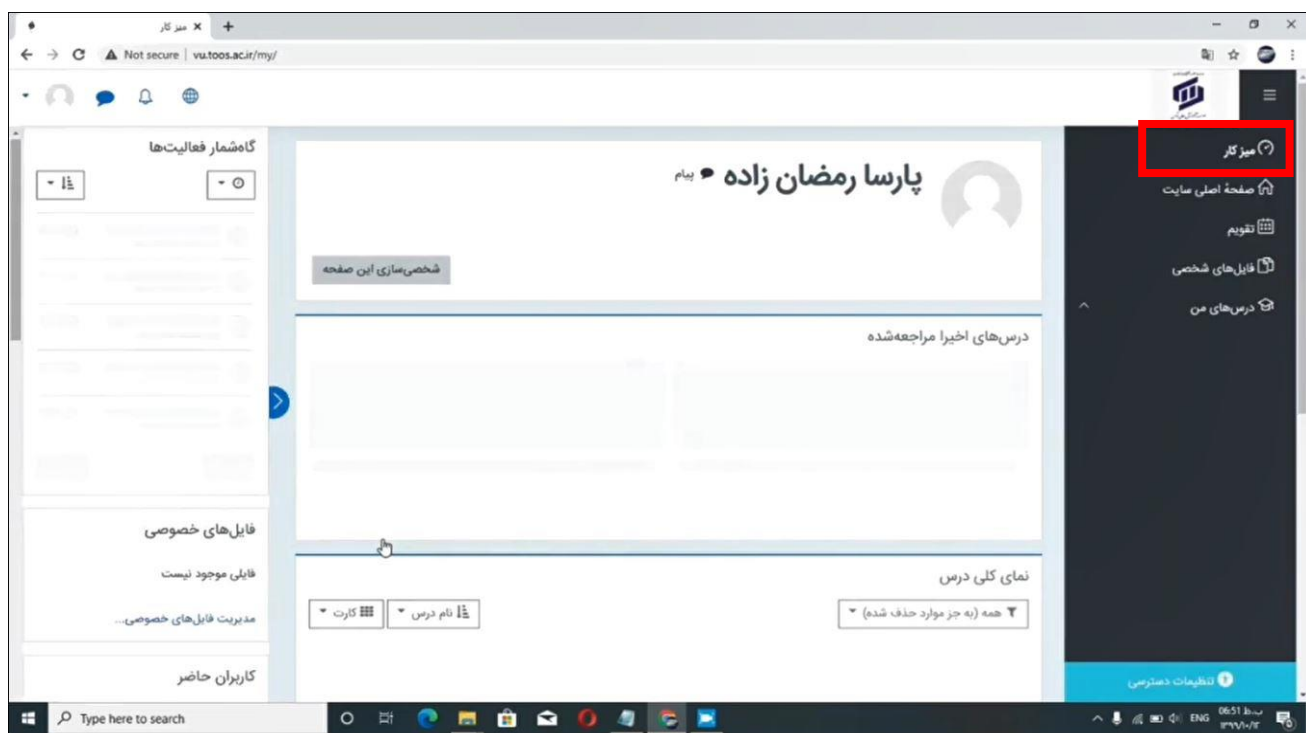 میز کار
Not secure | vu.toos.ac.ir/my/
میز کار
صفحهٔ اصلی سایت
تقویم
فایل‌های شخصی
درس‌های من
تنظیمات دسترسی
پارسا رمضان زاده پیام
شخصی‌سازی این صفحه
درس‌های اخیرا مراجعه‌شده
نمای کلی درس
همه (به جز موارد حذف شده)
نام درس
کارت
گاه‌شمار فعالیت‌ها
فایل‌های خصوصی
فایلی موجود نیست
مدیریت فایل‌های خصوصی...
کاربران حاضر
Type here to search
ENG
06:51 ب.ظ
۱۳۹۹/۱۰/۱۳